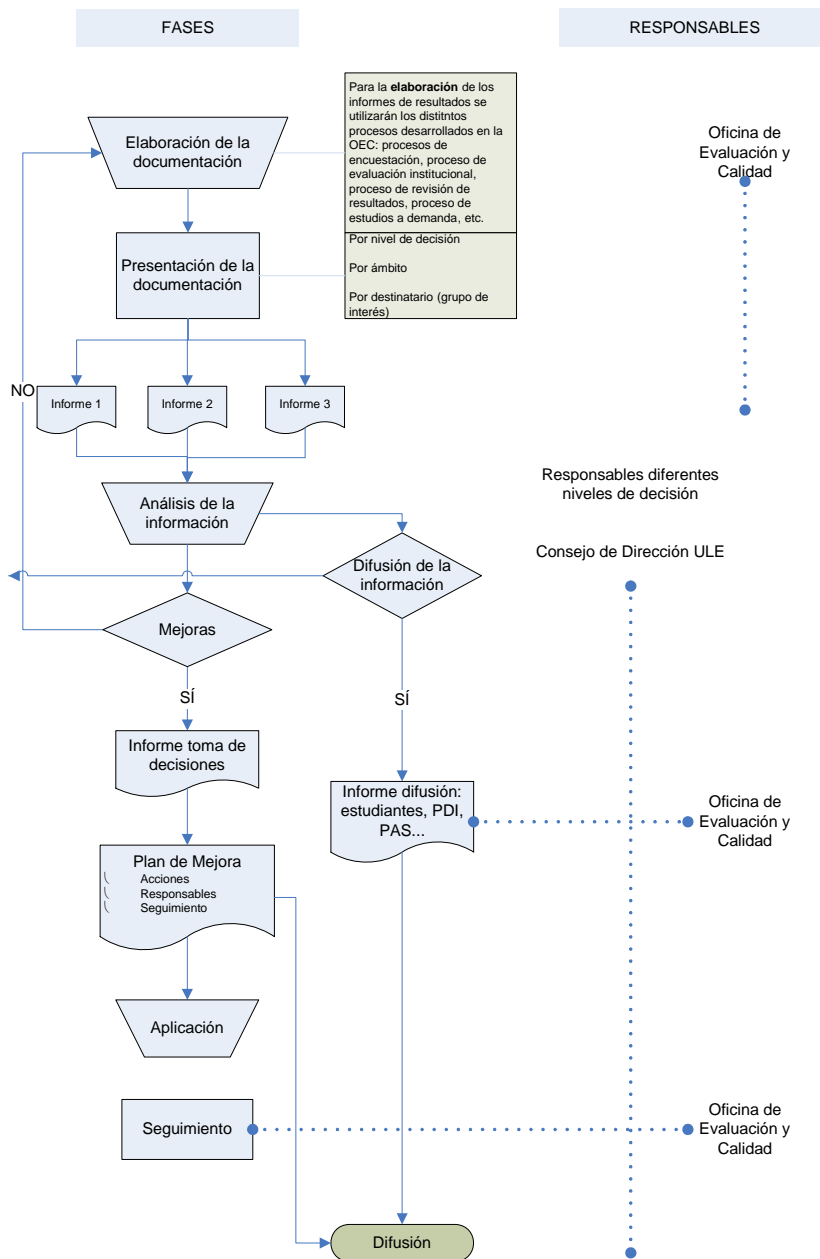 FASES
RESPONSABLES
Para la elaboración de los
informes de resultados se
utilizarán los distitntos
procesos desarrollados en la
OEC: procesos de
encuestación, proceso de
evaluación institucional,
proceso de revisión de
resultados, proceso de
estudios a demanda, etc.
Elaboración de la
documentación
Oficina de
Evaluación y
Calidad
Por nivel de decisión
Por ámbito
Por destinatario (grupo de
interés)
Presentación de la
documentación
NO
Informe 1
Informe 2
Informe 3
Responsables diferentes
niveles de decisión
Análisis de la
información
Consejo de Dirección ULE
Difusión de la
información
Mejoras
SÍ
SÍ
Informe toma de
decisiones
Informe difusión:
estudiantes, PDI,
PAS...
Oficina de
Evaluación y
Calidad
Plan de Mejora
Acciones
Responsables
Seguimiento
Aplicación
Seguimiento
Oficina de
Evaluación y
Calidad
Difusión